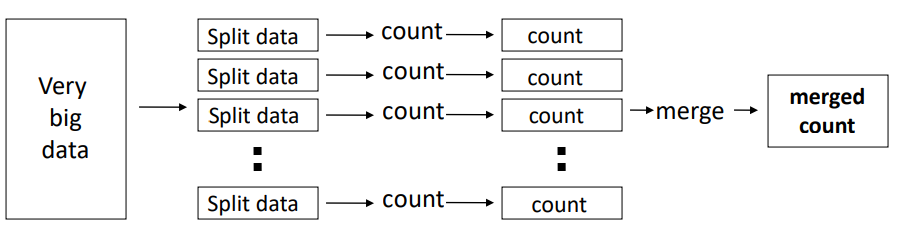 Very
big
data
Split data count count
Split data count count
Split data count count
merge
merged
count
Split data count count